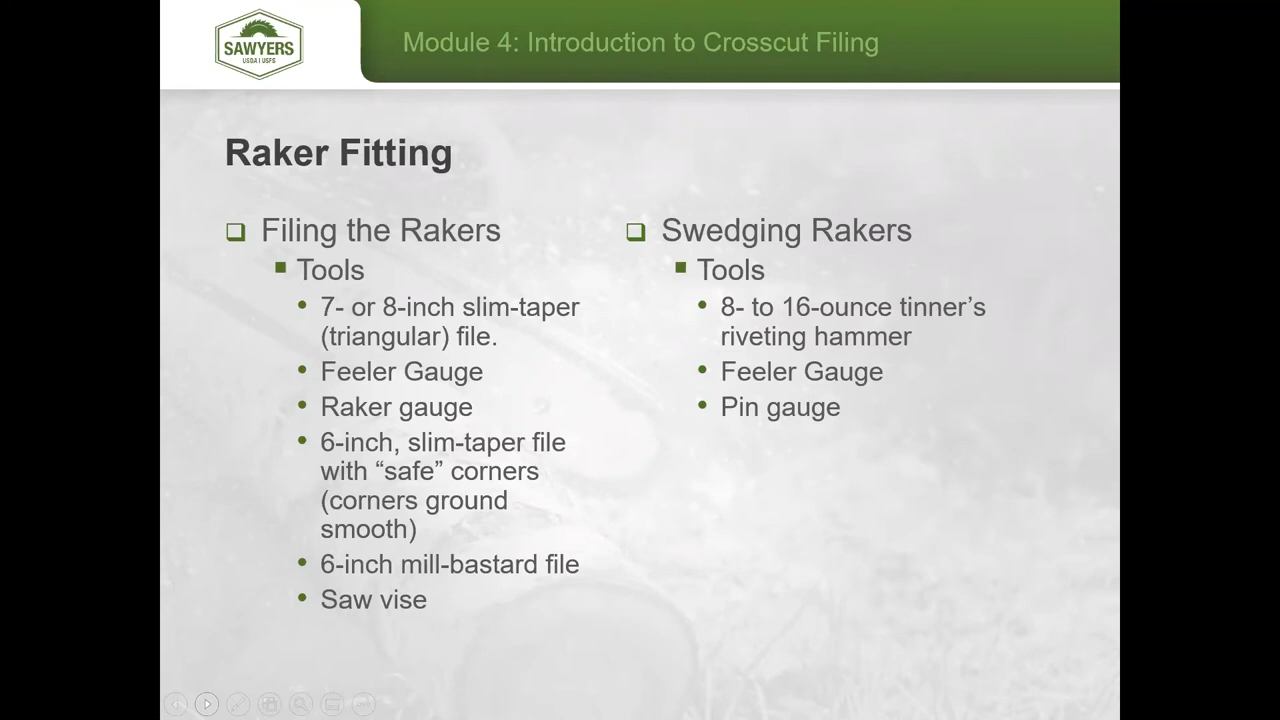 SAWYERS
USDA | USFS
Module 4: Introduction to Crosscut Filing
Raker Fitting
Filing the Rakers
Tools
7- or 8-inch slim-taper
(triangular) file.
Feeler Gauge
Raker gauge
6-inch, slim-taper file
with “safe” corners
(corners ground
smooth)
6-inch mill-bastard file
Saw vise
Swedging Rakers
Tools
8- to 16-ounce tinner’s
riveting hammer
Feeler Gauge
Pin gauge